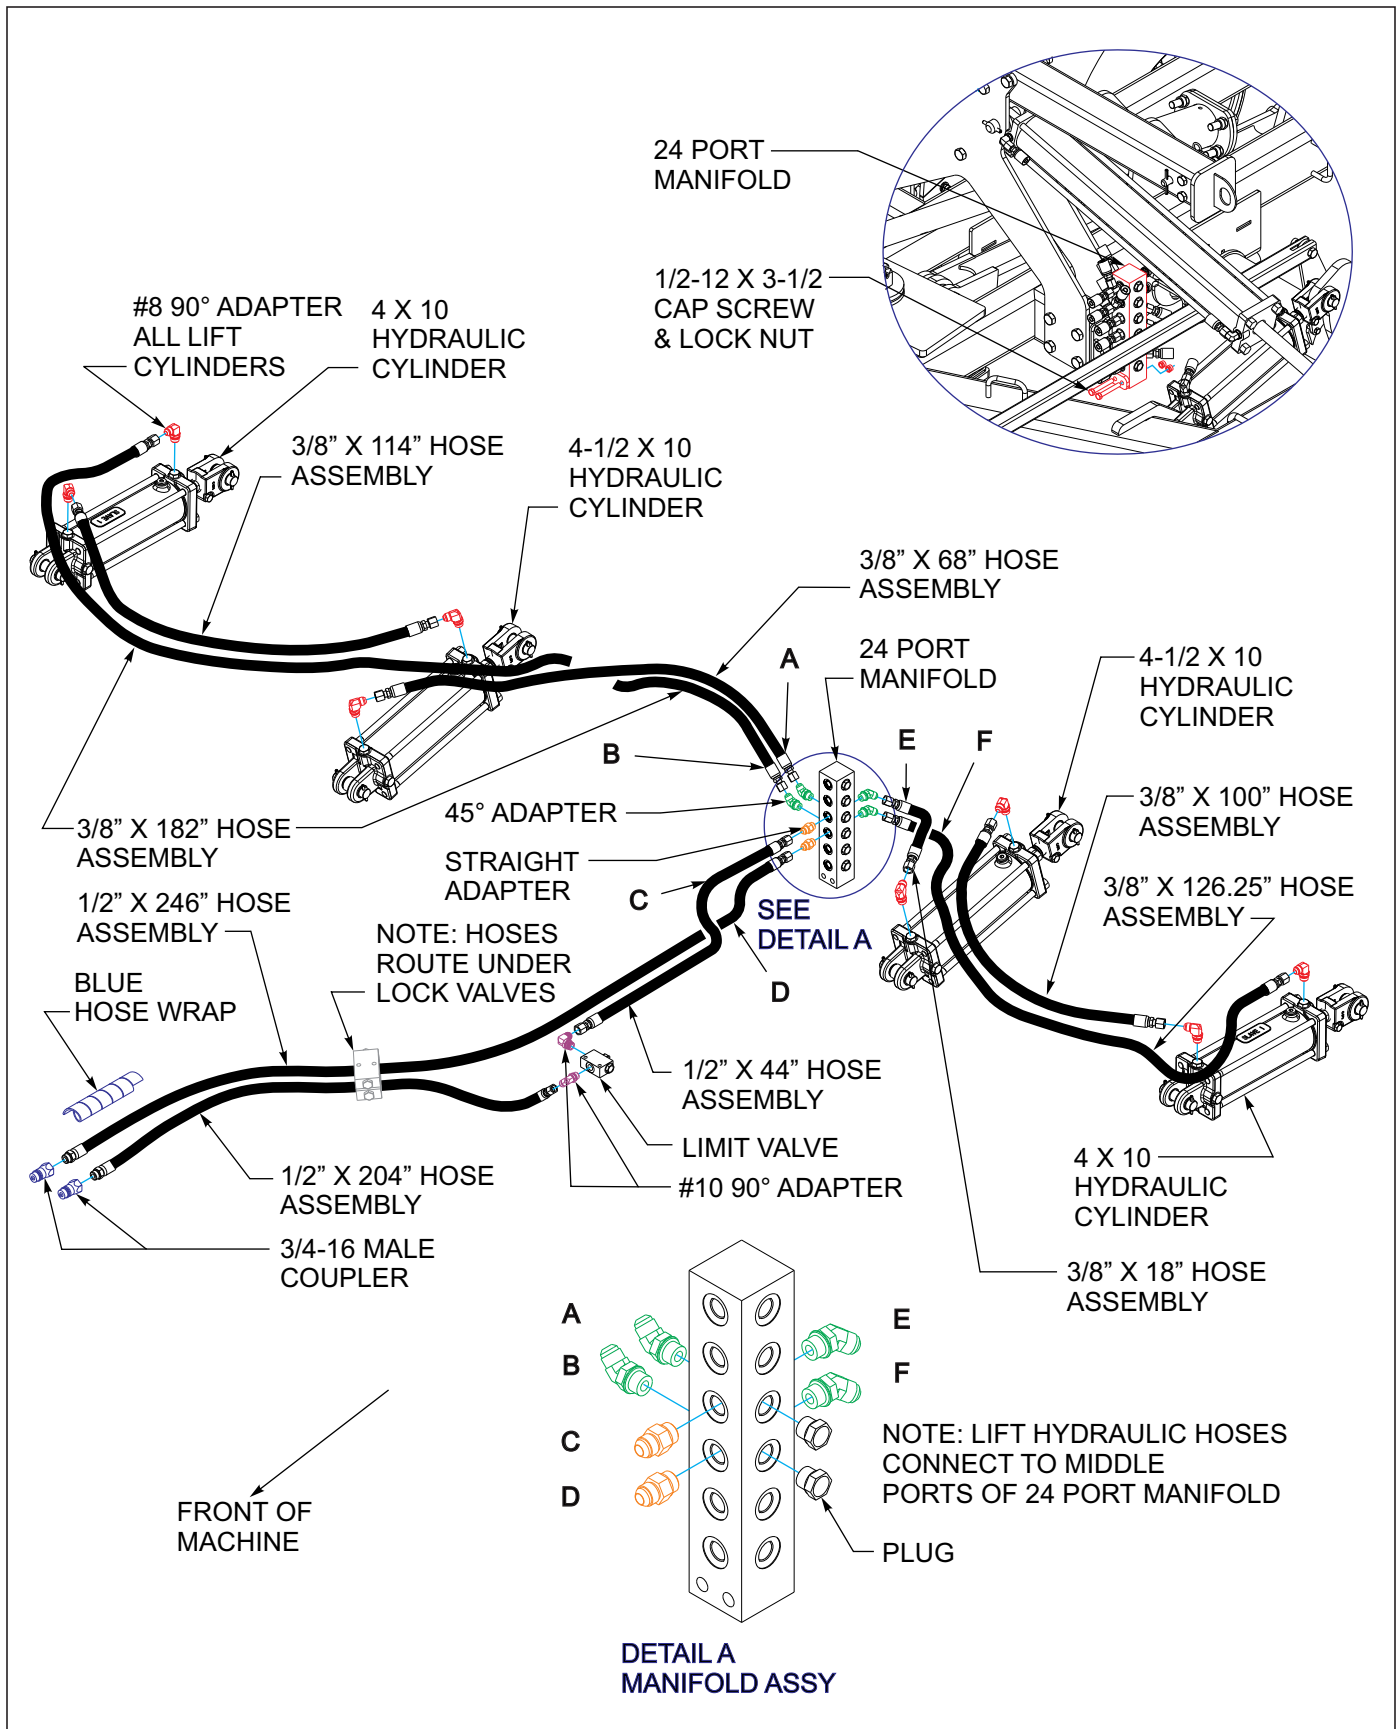 24 PORT
MANIFOLD
1/2-12 X 3-1/2
CAP SCREW
& LOCK NUT
#8 90° ADAPTER
ALL LIFT
CYLINDERS
4 X 10
HYDRAULIC
CYLINDER
3/8” X 114” HOSE
ASSEMBLY
4-1/2 X 10
HYDRAULIC
CYLINDER
3/8” X 68” HOSE
ASSEMBLY
A
24 PORT
MANIFOLD
4-1/2 X 10
HYDRAULIC
CYLINDER
B
E
F
45° ADAPTER
3/8” X 182” HOSE
ASSEMBLY
3/8” X 100”
ASSEMBLY
STRAIGHT
ADAPTER
C
1/2” X 246” HOSE
ASSEMBLY
3/8” X 126.25” HOSE
ASSEMBLY
SEE
DETAIL A
NOTE: HOSES
ROUTE UNDER
LOCK VALVES
D
BLUE
HOSE WRAP
SLAVE
1/2” X 44” HOSE
ASSEMBLY
LIMIT VALVE
#10 90° ADAPTER
1/2” X 204” HOSE
ASSEMBLY
4 X 10
HYDRAULIC
CYLINDER
3/4-16 MALE
COUPLER
3/8” X 18” HOSE
ASSEMBLY
A
E
B
F
C
D
NOTE: LIFT HYDRAULIC HOSES
CONNECT TO MIDDLE
PORTS OF 24 PORT MANIFOLD
PLUG
FRONT OF
MACHINE
DETAIL A
MANIFOLD ASSY